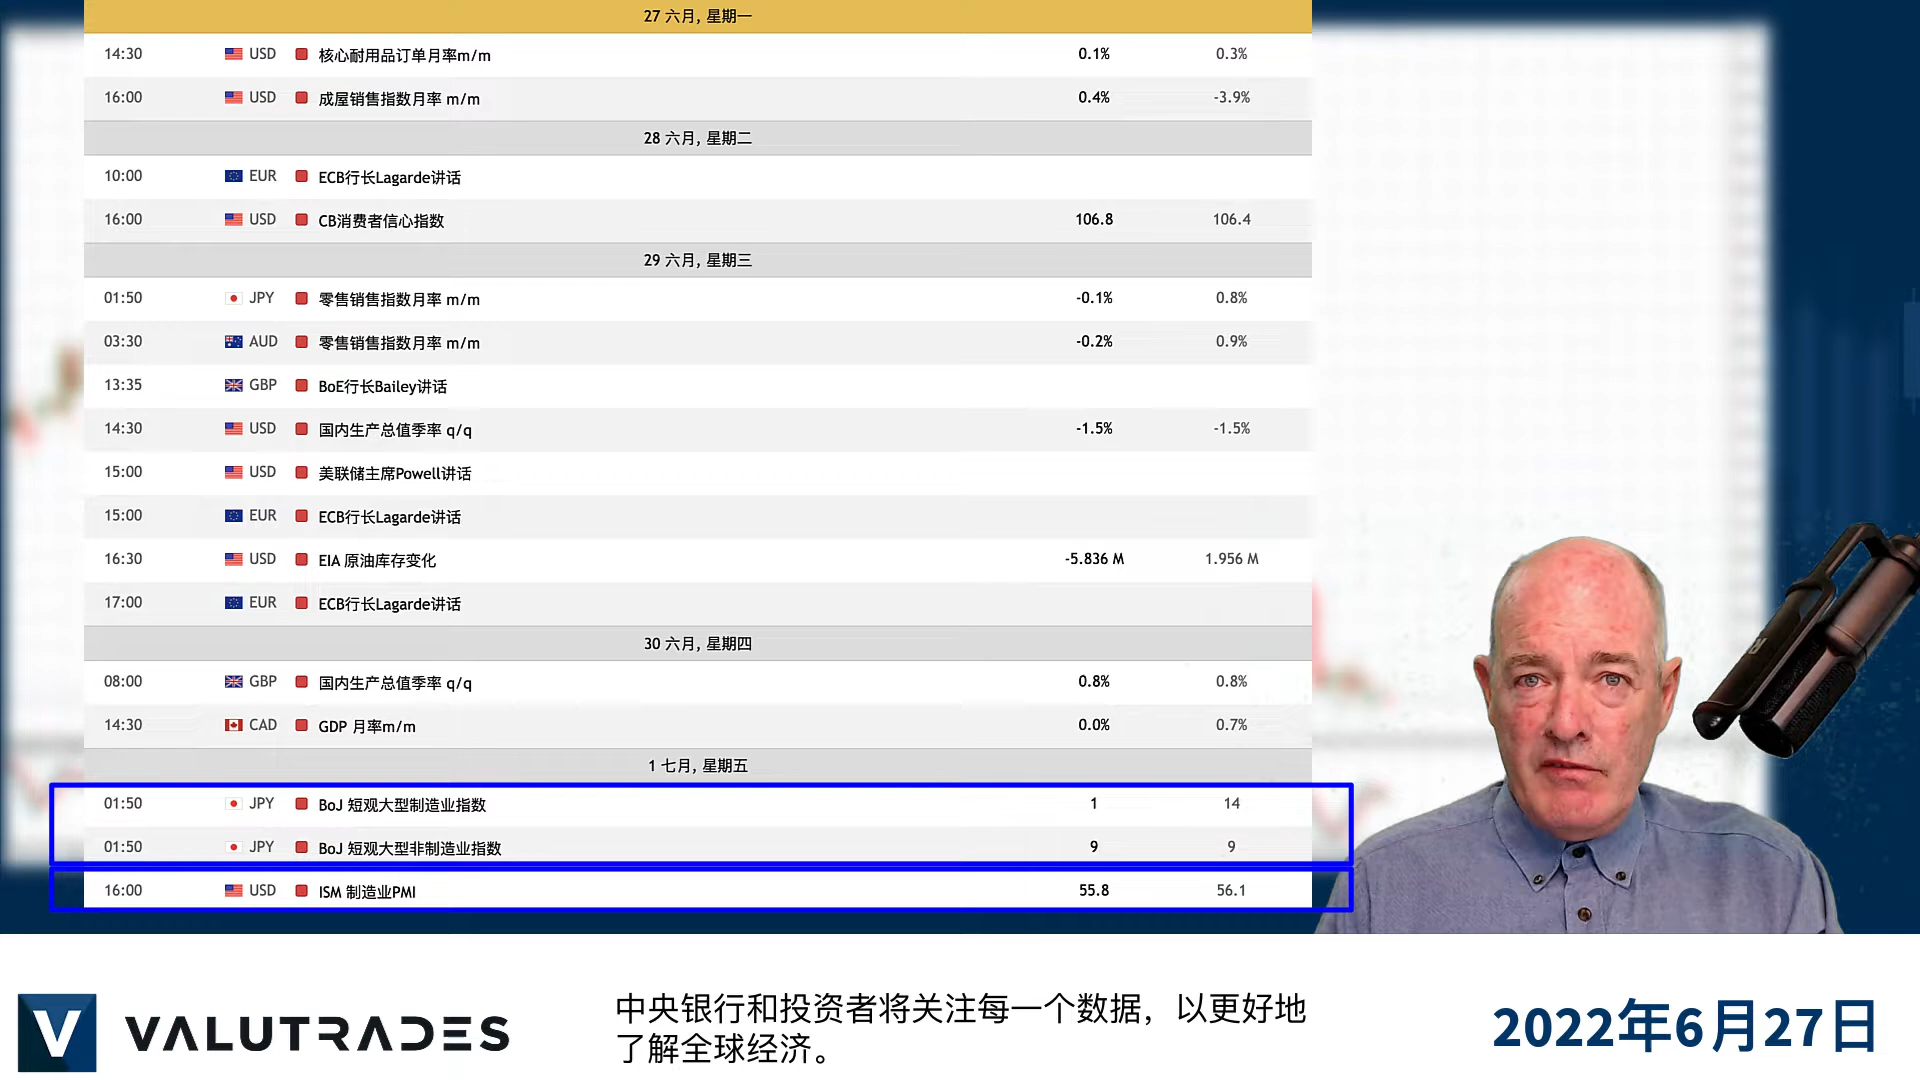 27 六月, 星期一
14:30 USD 核心耐用品订单月率m/m 0.1% 0.3%
16:00 USD 成屋销售指数月率 m/m 0.4% -3.9%
28 六月, 星期二
10:00 EUR ECB行长Lagarde讲话
16:00 USD CB消费者信心指数 106.8 106.4
29 六月, 星期三
01:50 JPY 零售销售指数月率 m/m -0.1% 0.8%
03:30 AUD 零售销售指数月率 m/m -0.2% 0.9%
13:35 GBP BoE行长Bailey讲话
14:30 USD 国内生产总值季率 q/q -1.5% -1.5%
15:00 USD 美联储主席Powell讲话
15:00 EUR ECB行长Lagarde讲话
16:30 USD EIA 原油库存变化 -5.836 M 1.956 M
17:00 EUR ECB行长Lagarde讲话
30 六月, 星期四
08:00 GBP 国内生产总值季率 q/q 0.8% 0.8%
14:30 CAD GDP 月率m/m 0.0% 0.7%
1 七月, 星期五
01:50 JPY BoJ 短观大型制造业指数 1 14
01:50 JPY BoJ 短观大型非制造业指数 9 9
16:00 USD ISM 制造业PMI 55.8 56.1
V VALUTRADES
中央银行和投资者将关注每一个数据，以更好地
了解全球经济。
2022年6月27日